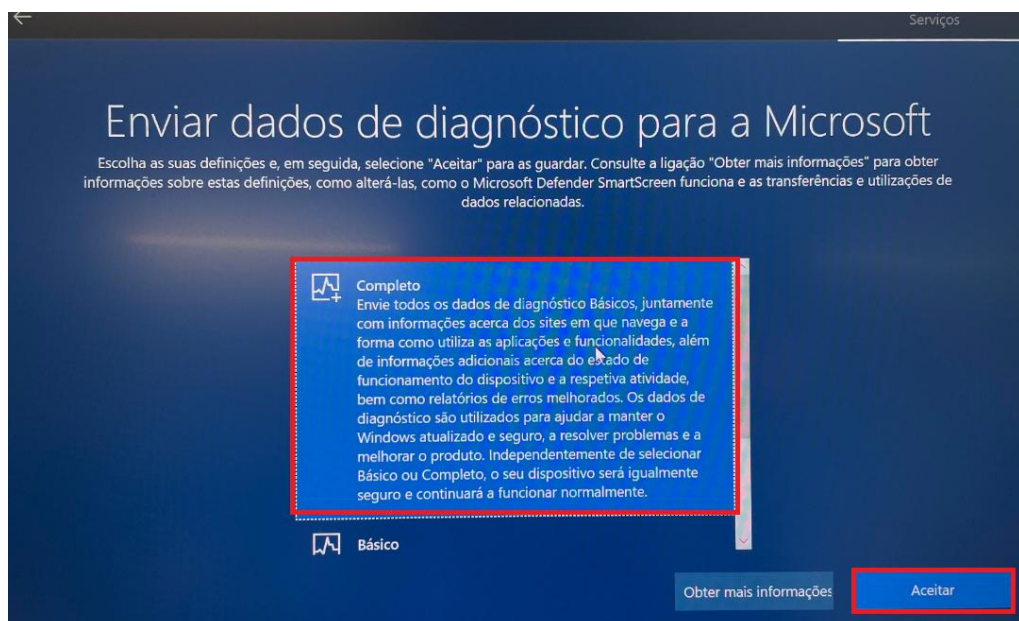 Serviços
Enviar dados de diagnóstico para a Microsoft
Escolha as suas definições e, em seguida, selecione "Aceitar" para as guardar. Consulte a ligação "Obter mais informações" para obter
informações sobre estas definições, como alterá-las, como o Microsoft Defender SmartScreen funciona e as transferências e utilizações de
dados relacionadas.
Completo
Envie todos os dados de diagnóstico Básicos, juntamente
com informações acerca dos sites em que navega e a
forma como utiliza as aplicações e funcionalidades, além
de informações adicionais acerca do estado de
funcionamento do dispositivo e a respetiva atividade,
bem como relatórios de erros melhorados. Os dados de
diagnóstico são utilizados para ajudar a manter o
Windows atualizado e seguro, a resolver problemas e a
melhorar o produto. Independentemente de selecionar
Básico ou Completo, o seu dispositivo será igualmente
seguro e continuará a funcionar normalmente.
Básico
Obter mais informações
Aceitar